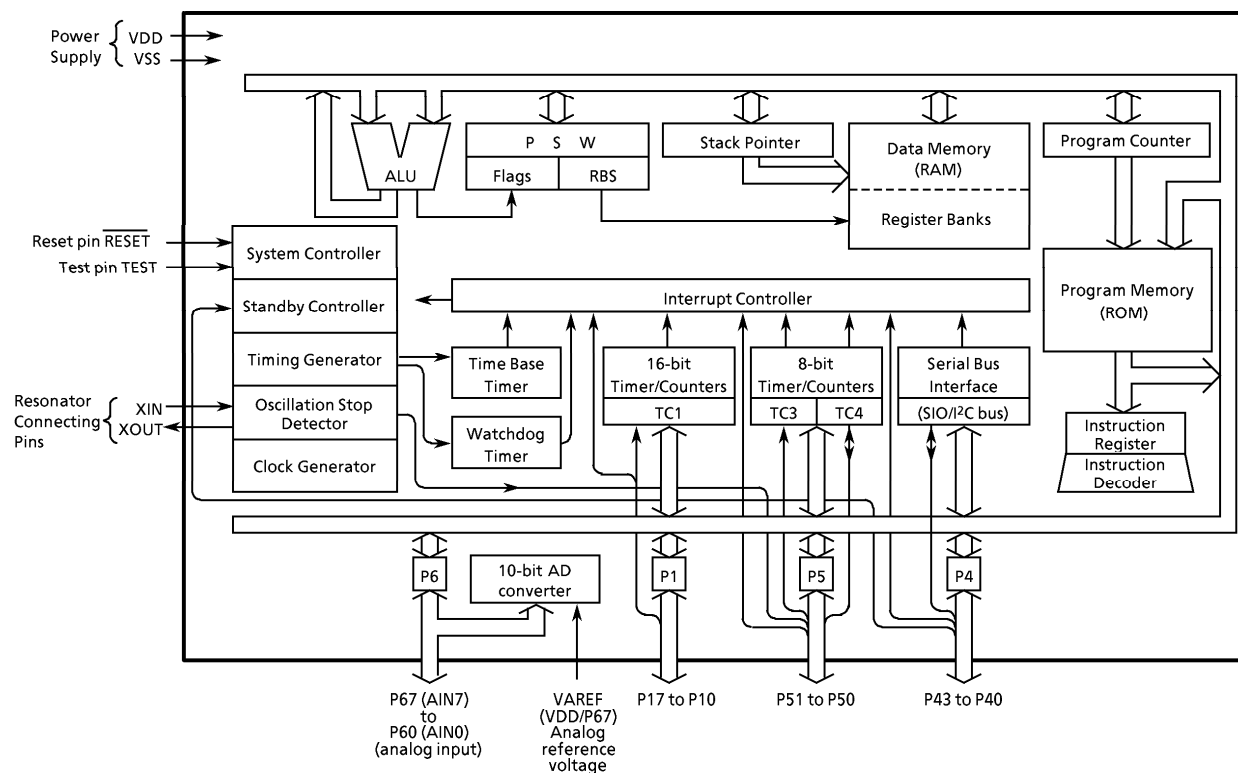 Power
Supply
VDD
VSS
P S W
Flags
RBS
ALU
Stack Pointer
Data Memory
(RAM)
Register Banks
Program Counter
Reset pin RESET
Test pin TEST
System Controller
Standby Controller
Timing Generator
Oscillation Stop
Detector
Clock Generator
Interrupt Controller
Program Memory
(ROM)
Time Base
Timer
Watchdog
Timer
16-bit
Timer/Counters
TC1
8-bit
Timer/Counters
TC3
TC4
Serial Bus
Interface
(SIO/I²C bus)
Instruction
Register
Instruction
Decoder
Resonator
Connecting
Pins
XIN
XOUT
P6
10-bit AD
converter
P1
P5
P4
P67 (AIN7)
to
P60 (AIN0)
(analog input)
VAREF
(VDD/P67)
Analog
reference
voltage
P17 to P10
P51 to P50
P43 to P40